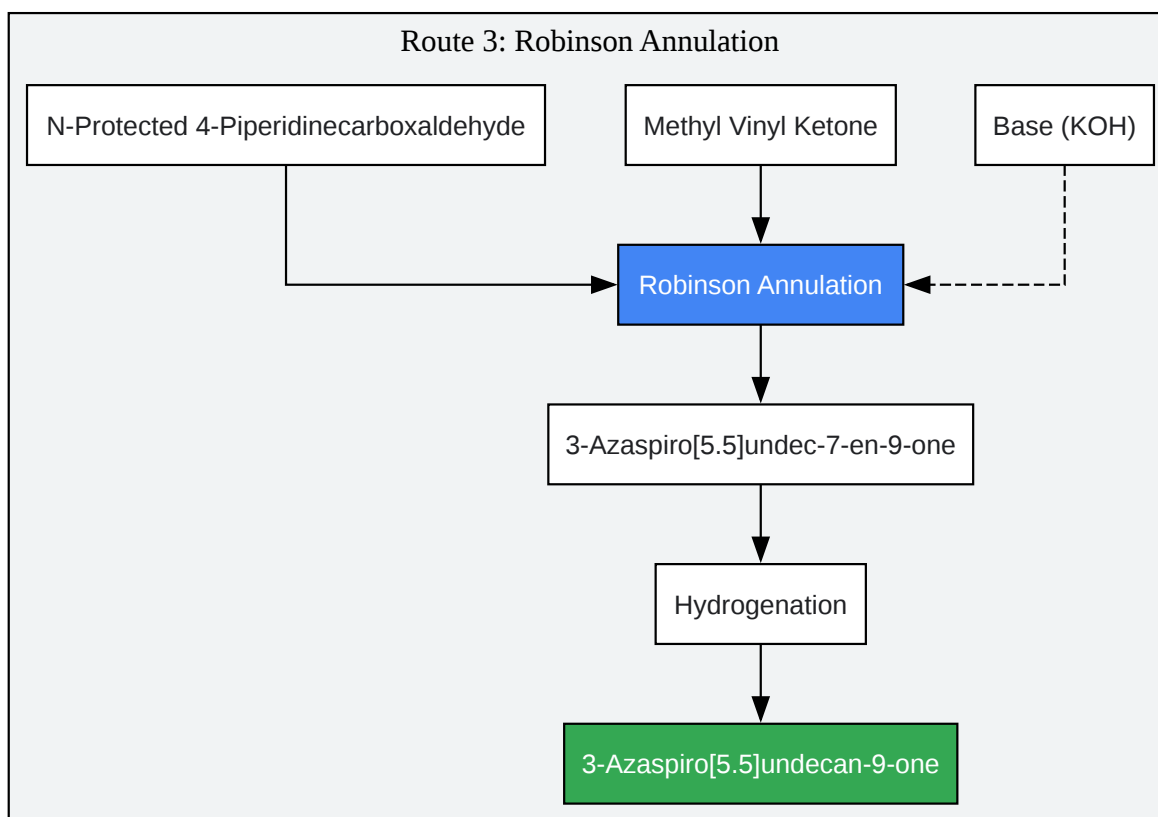 Route 3: Robinson Annulation
N-Protected 4-Piperidinecarboxaldehyde
Methyl Vinyl Ketone
Base (KOH)
Robinson Annulation
3-Azaspiro[5.5]undec-7-en-9-one
Hydrogenation
3-Azaspiro[5.5]undecan-9-one